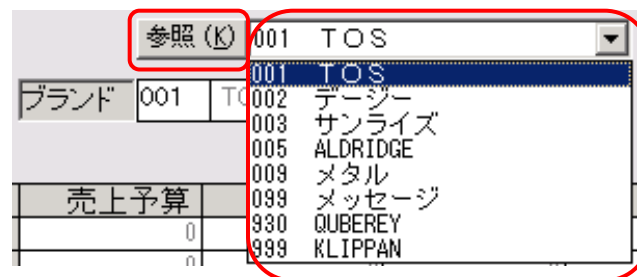 参照(K) 001 ＴＯＳ
001 ＴＯＳ
ブランド 001
002 デージー
003 サンライズ
005 ALDRIDGE
009 メタル
売上予算
099 メッセージ
0
930 QUBEREY
999 KLIPPAN